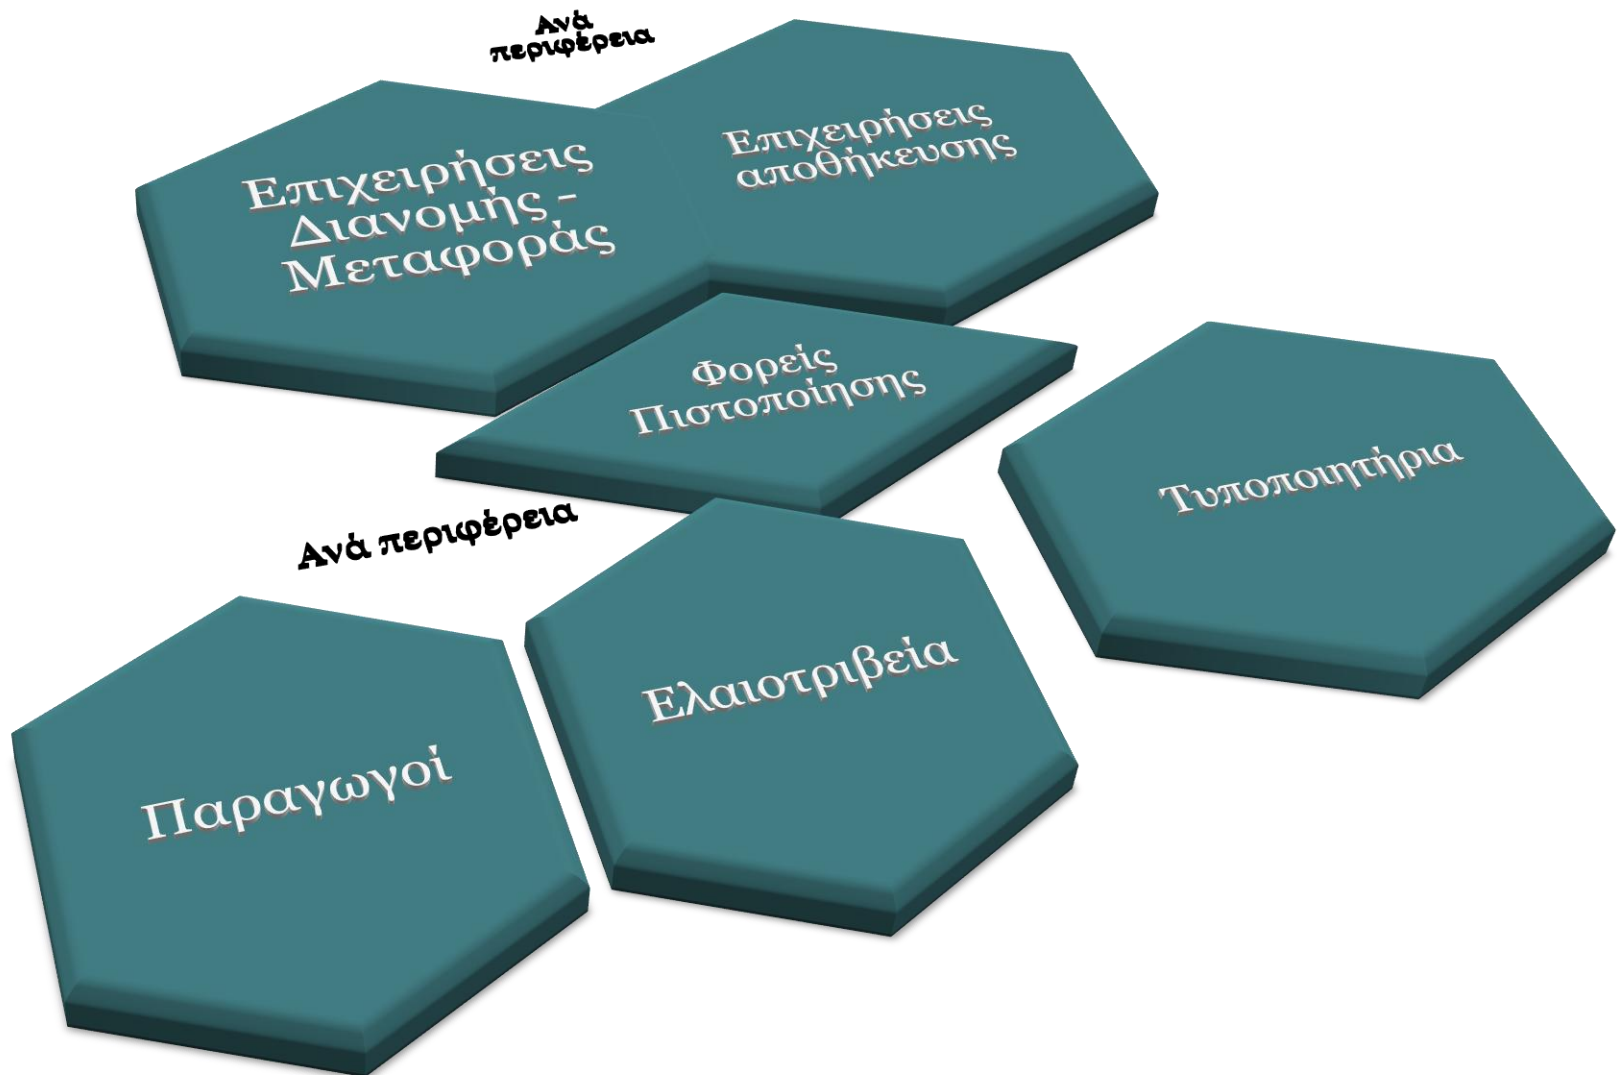 Ανά
περιφέρεια
Επιχειρήσεις
Διανομής -
Μεταφοράς
Επιχειρήσεις
αποθήκευσης
Φορείς
Πιστοποίησης
Τυποποιητήρια
Ανά περιφέρεια
Ελαιοτριβεία
Παραγωγοί